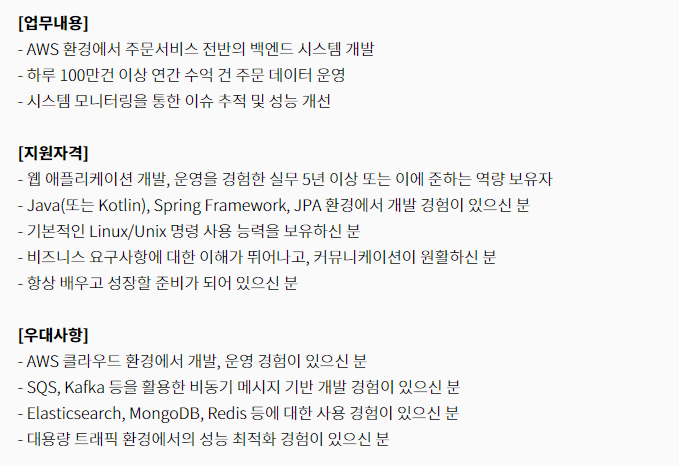 [업무내용]
- AWS 환경에서 주문서비스 전반의 백엔드 시스템 개발
- 하루 100만건 이상 연간 수억 건 주문 데이터 운영
- 시스템 모니터링을 통한 이슈 추적 및 성능 개선
[지원자격]
- 웹 애플리케이션 개발, 운영을 경험한 실무 5년 이상 또는 이에 준하는 역량 보유자
- Java(또는 Kotlin), Spring Framework, JPA 환경에서 개발 경험이 있으신 분
- 기본적인 Linux/Unix 명령 사용 능력을 보유하신 분
- 비즈니스 요구사항에 대한 이해가 뛰어나고, 커뮤니케이션이 원활하신 분
- 항상 배우고 성장할 준비가 되어 있으신 분
[우대사항]
- AWS 클라우드 환경에서 개발, 운영 경험이 있으신 분
- SQS, Kafka 등을 활용한 비동기 메시지 기반 개발 경험이 있으신 분
- Elasticsearch, MongoDB, Redis 등에 대한 사용 경험이 있으신 분
- 대용량 트래픽 환경에서의 성능 최적화 경험이 있으신 분